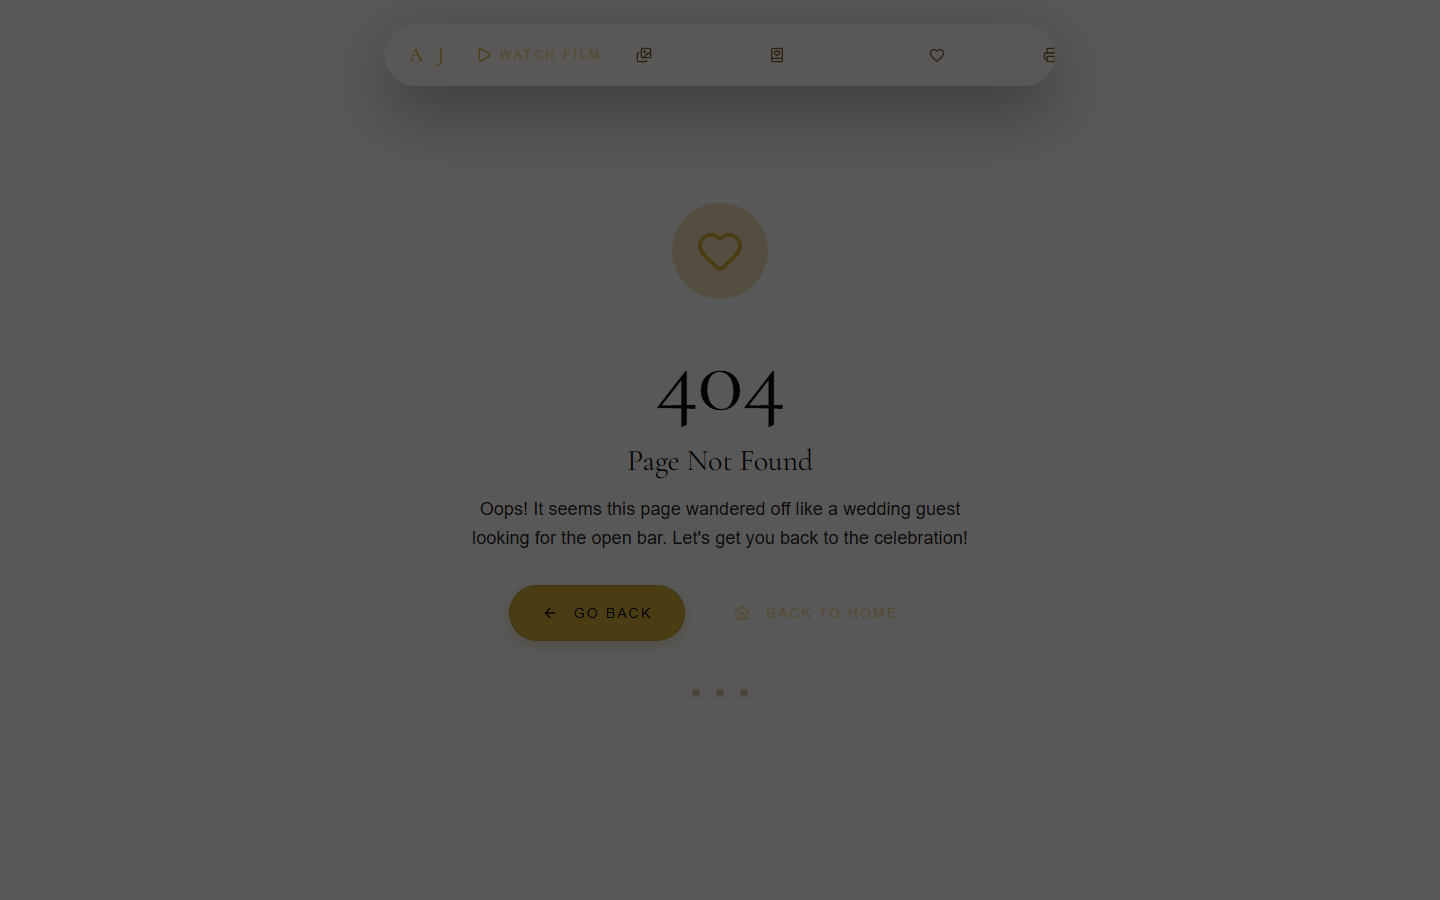 A J
WATCH FILM
404
Page Not Found
Oops! It seems this page wandered off like a wedding guest
looking for the open bar. Let's get you back to the celebration!
GO BACK
BACK TO HOME